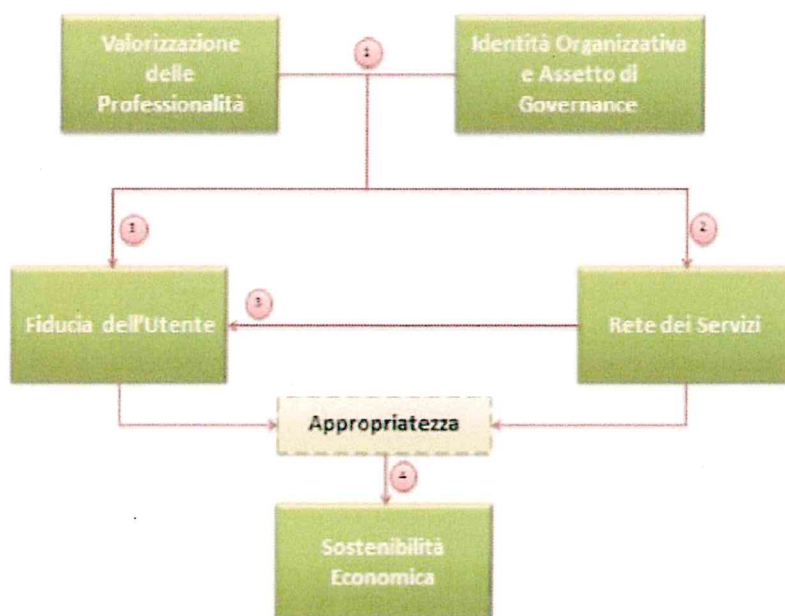 Valorizzazione
delle
Professionalità
1
Identità Organizzativa
e Assetto di
Governance
1
2
Fiducia dell'Utente
3
Rete dei Servizi
Appropriatezza
4
Sostenibilità
Economica